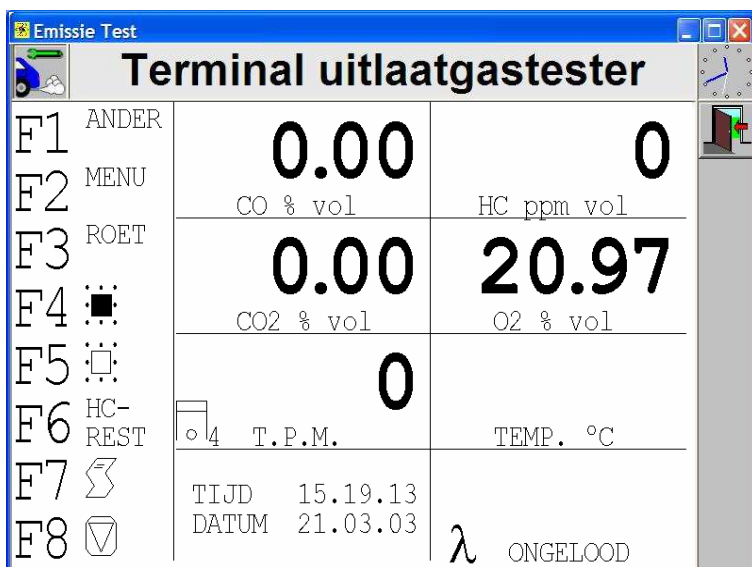 Emissie Test
Terminal uitlaatgastester
F1 ANDER
F2 MENU
F3 ROET
F4
F5
F6 HC-
REST
F7
F8
0.00
CO % vol
0
HC ppm vol
0.00
CO2 % vol
20.97
O2 % vol
0
4 T.P.M.
TEMP. °C
TIJD 15.19.13
DATUM 21.03.03
λ ONGELOOD